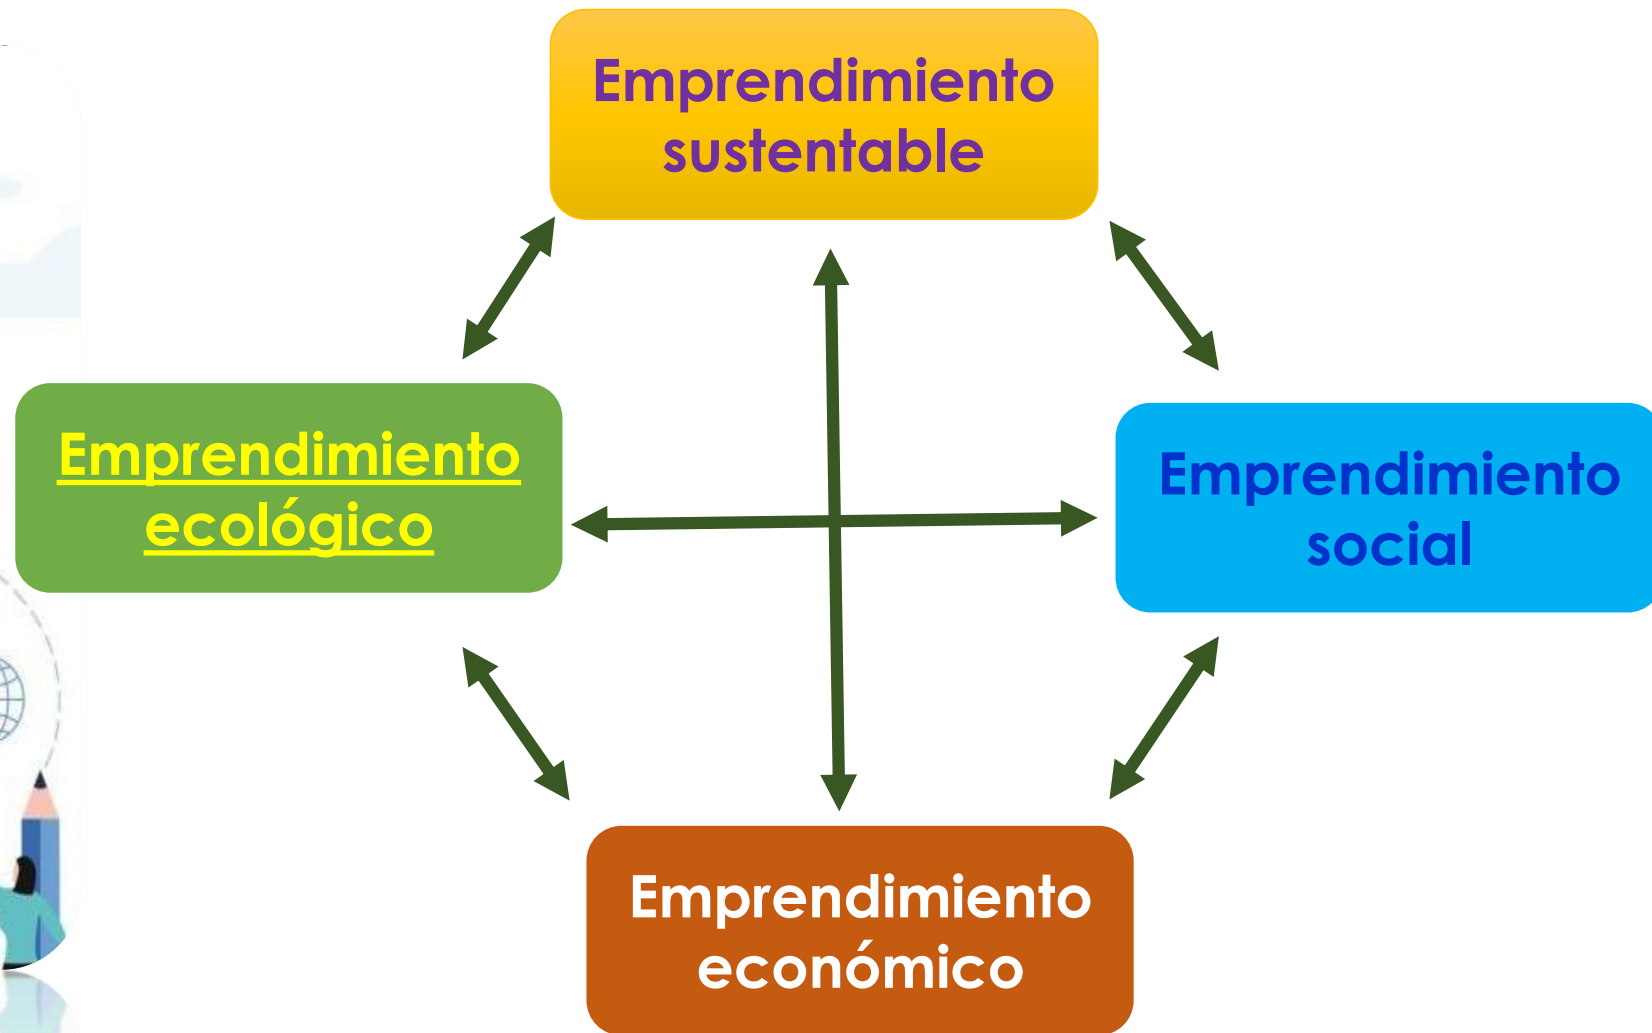 Emprendimiento
sustentable
Emprendimiento
ecológico
Emprendimiento
social
Emprendimiento
económico